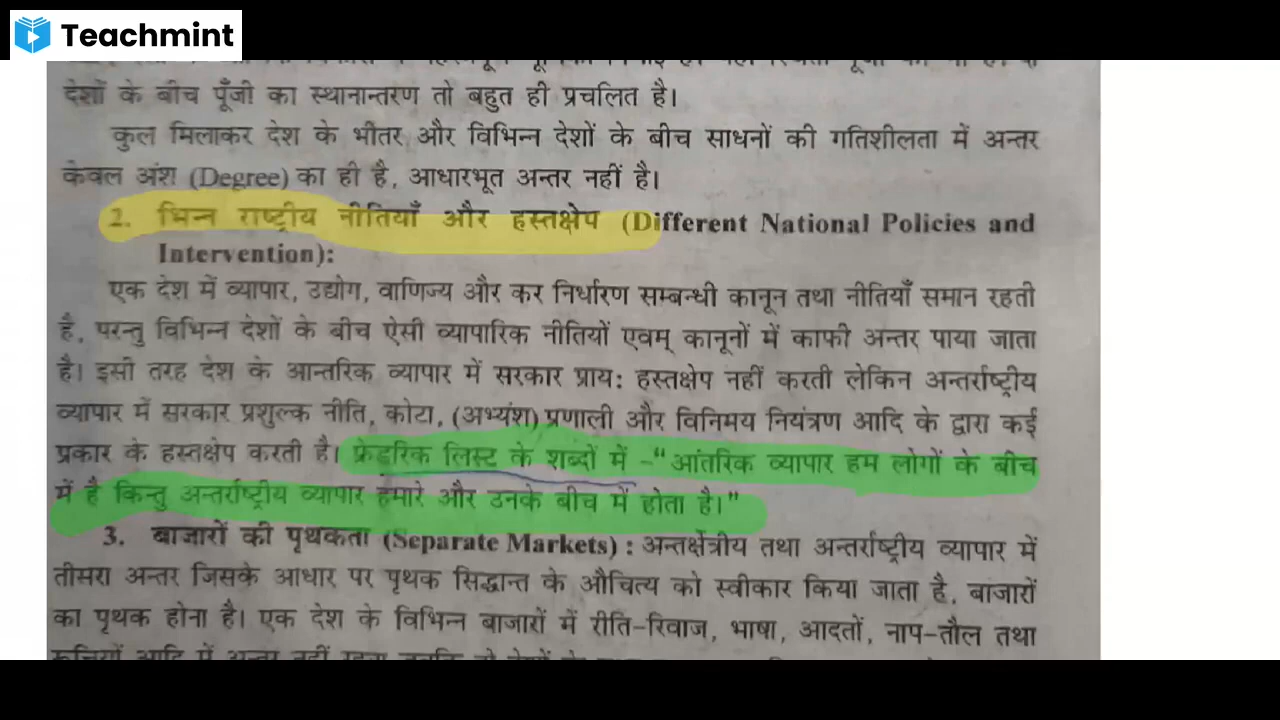 Teachmint
देशों के बीच पूँजी का स्थानान्तरण तो बहुत ही प्रचलित है।
कुल मिलाकर देश के भीतर और विभिन्न देशों के बीच साधनों की गतिशीलता में अन्तर
केवल अंश (Degree) का ही है, आधारभूत अन्तर नहीं है।
2. भिन्न राष्ट्रीय नीतियाँ और हस्तक्षेप (Different National Policies and
Intervention):
एक देश में व्यापार, उद्योग, वाणिज्य और कर निर्धारण सम्बन्धी कानून तथा नीतियाँ समान रहती
है, परन्तु विभिन्न देशों के बीच ऐसी व्यापारिक नीतियों एवम् कानूनों में काफी अन्तर पाया जाता
है। इसी तरह देश के आन्तरिक व्यापार में सरकार प्राय: हस्तक्षेप नहीं करती लेकिन अन्तर्राष्ट्रीय
व्यापार में सरकार प्रशुल्क नीति, कोटा, (अभ्यंश) प्रणाली और विनिमय नियंत्रण आदि के द्वारा कई
प्रकार के हस्तक्षेप करती है। फ्रेडरिक लिस्ट के शब्दों में -"आंतरिक व्यापार हम लोगों के बीच
में है किन्तु अन्तर्राष्ट्रीय व्यापार हमारे और उनके बीच में होता है।"
3. बाजारों की पृथकता (Separate Markets) : अन्तर्क्षेत्रीय तथा अन्तर्राष्ट्रीय व्यापार में
तीसरा अन्तर जिसके आधार पर पृथक सिद्धान्त के औचित्य को स्वीकार किया जाता है, बाजारों
का पृथक होना है। एक देश के विभिन्न बाजारों में रीति-रिवाज, भाषा, आदतों, नाप-तौल तथा